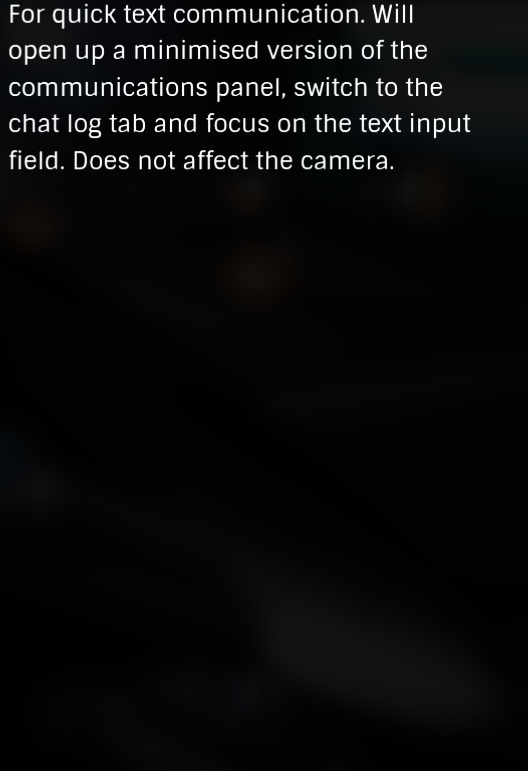 For quick text communication. Will
open up a minimised version of the
communications panel, switch to the
chat log tab and focus on the text input
field. Does not affect the camera.